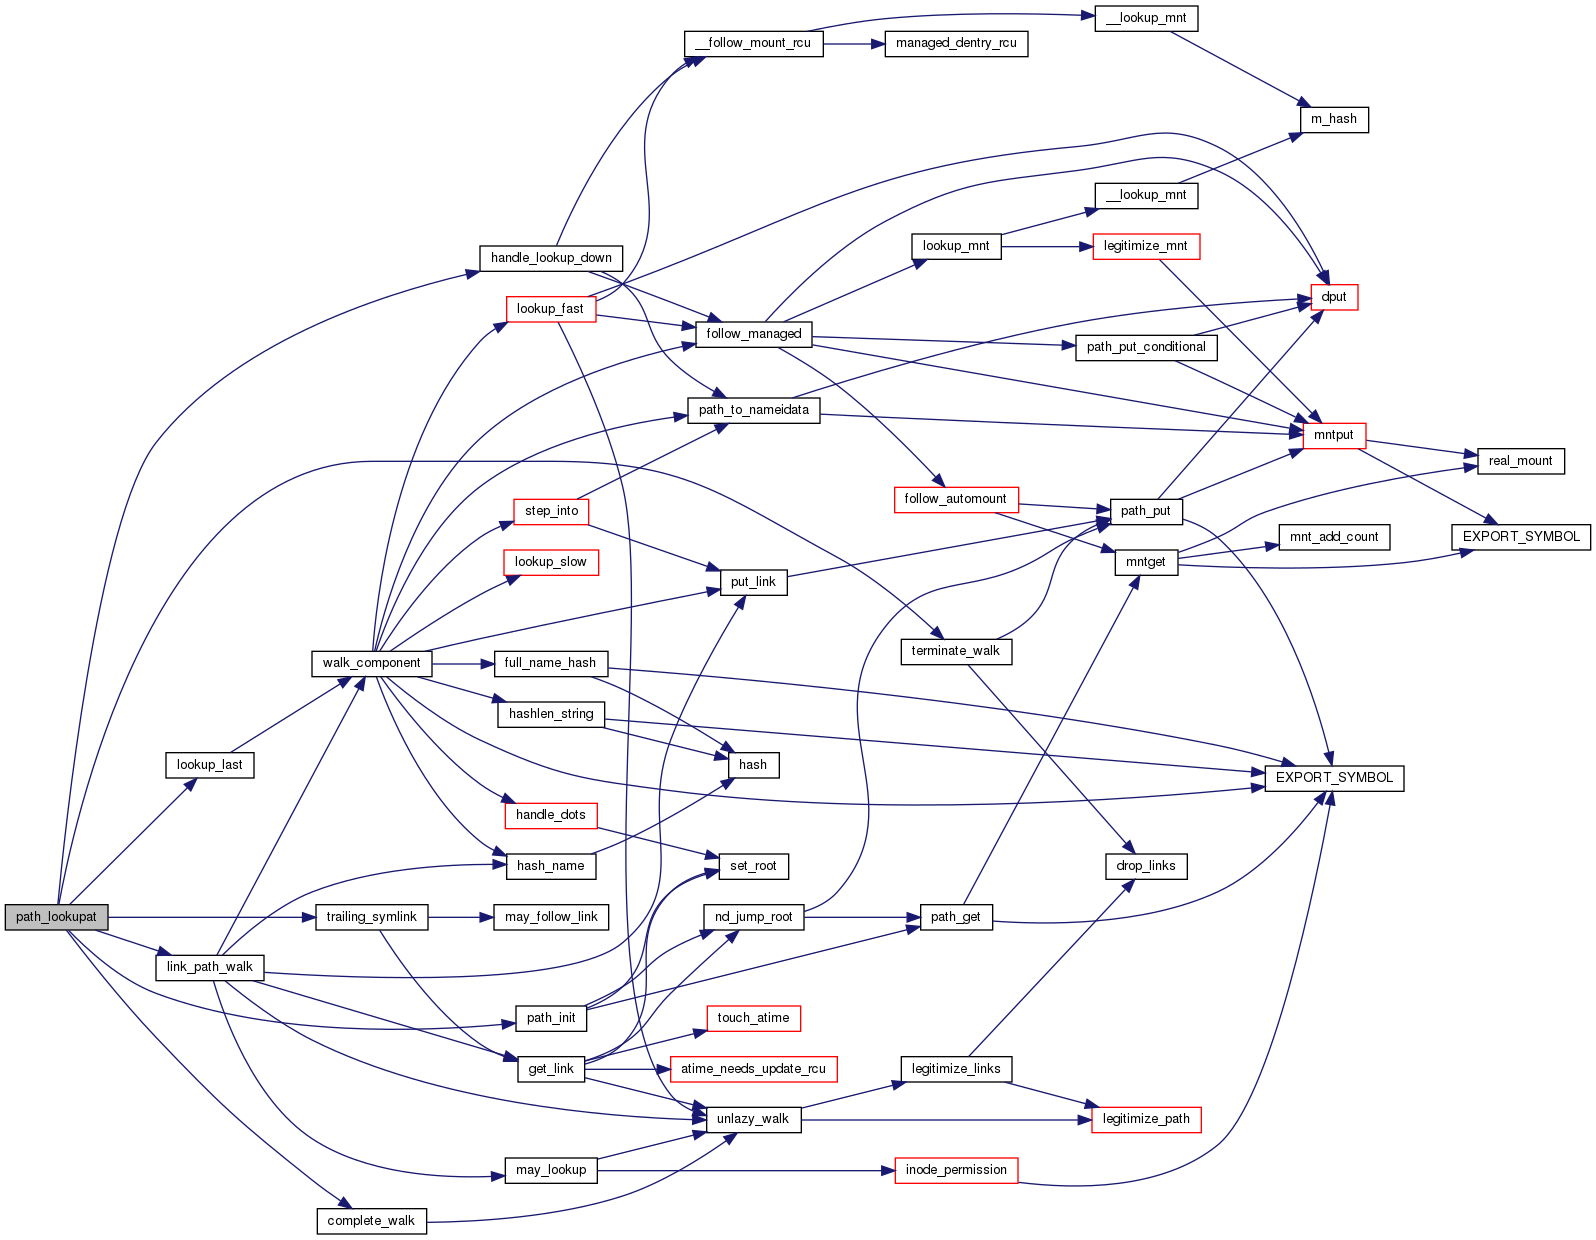 __lookup_mnt
__follow_mount_rcu
managed_dentry_rcu
m_hash
__lookup_mnt
handle_lookup_down
lookup_mnt
legitimize_mnt
lookup_fast
dput
follow_managed
path_put_conditional
path_to_nameidata
mntput
real_mount
follow_automount
step_into
path_put
mnt_add_count
EXPORT_SYMBOL
lookup_slow
mntget
put_link
terminate_walk
walk_component
full_name_hash
hashlen_string
lookup_last
hash
EXPORT_SYMBOL
handle_dots
hash_name
set_root
drop_links
path_lookupat
trailing_symlink
may_follow_link
nd_jump_root
path_get
link_path_walk
path_init
touch_atime
get_link
atime_needs_update_rcu
legitimize_links
unlazy_walk
legitimize_path
may_lookup
inode_permission
complete_walk